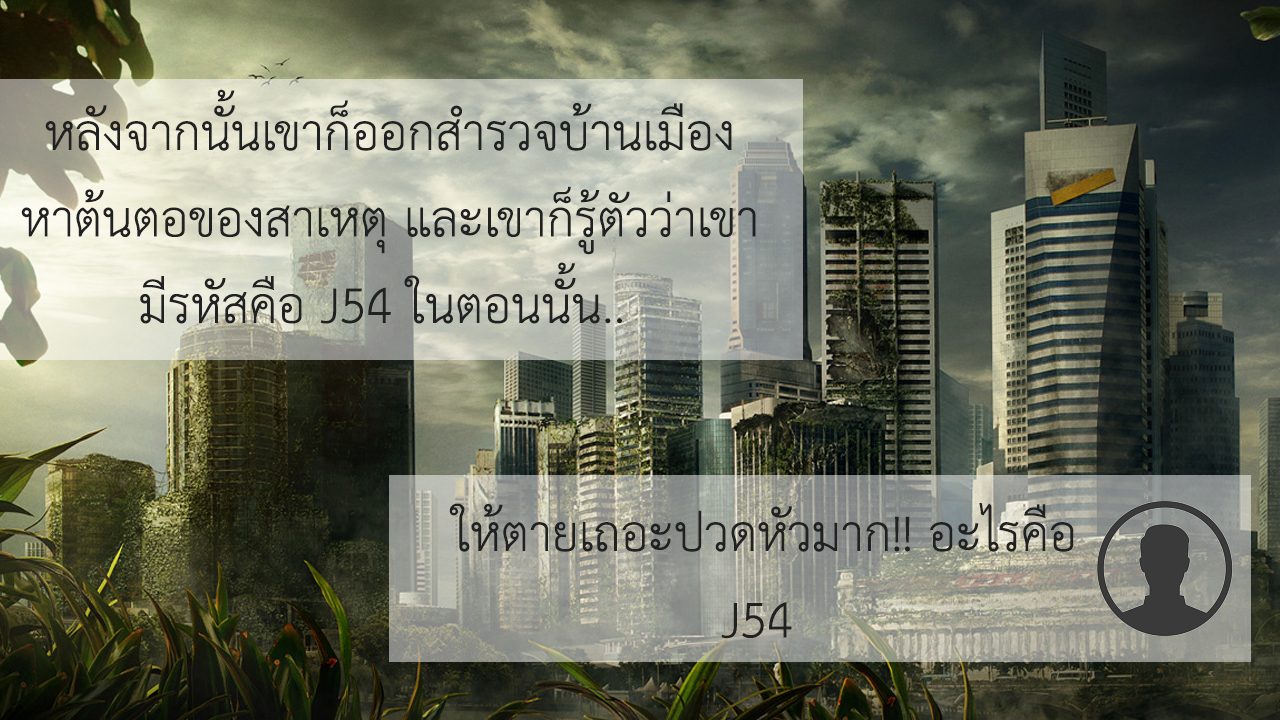 หลังจากนั้นเขาก็ออกสำรวจบ้านเมือง
หาต้นตอของสาเหตุ และเขาก็รู้ตัวว่าเขา
มีรหัสคือ J54 ในตอนนั้น..
ให้ตายเถอะปวดหัวมาก!! อะไรคือ
J54